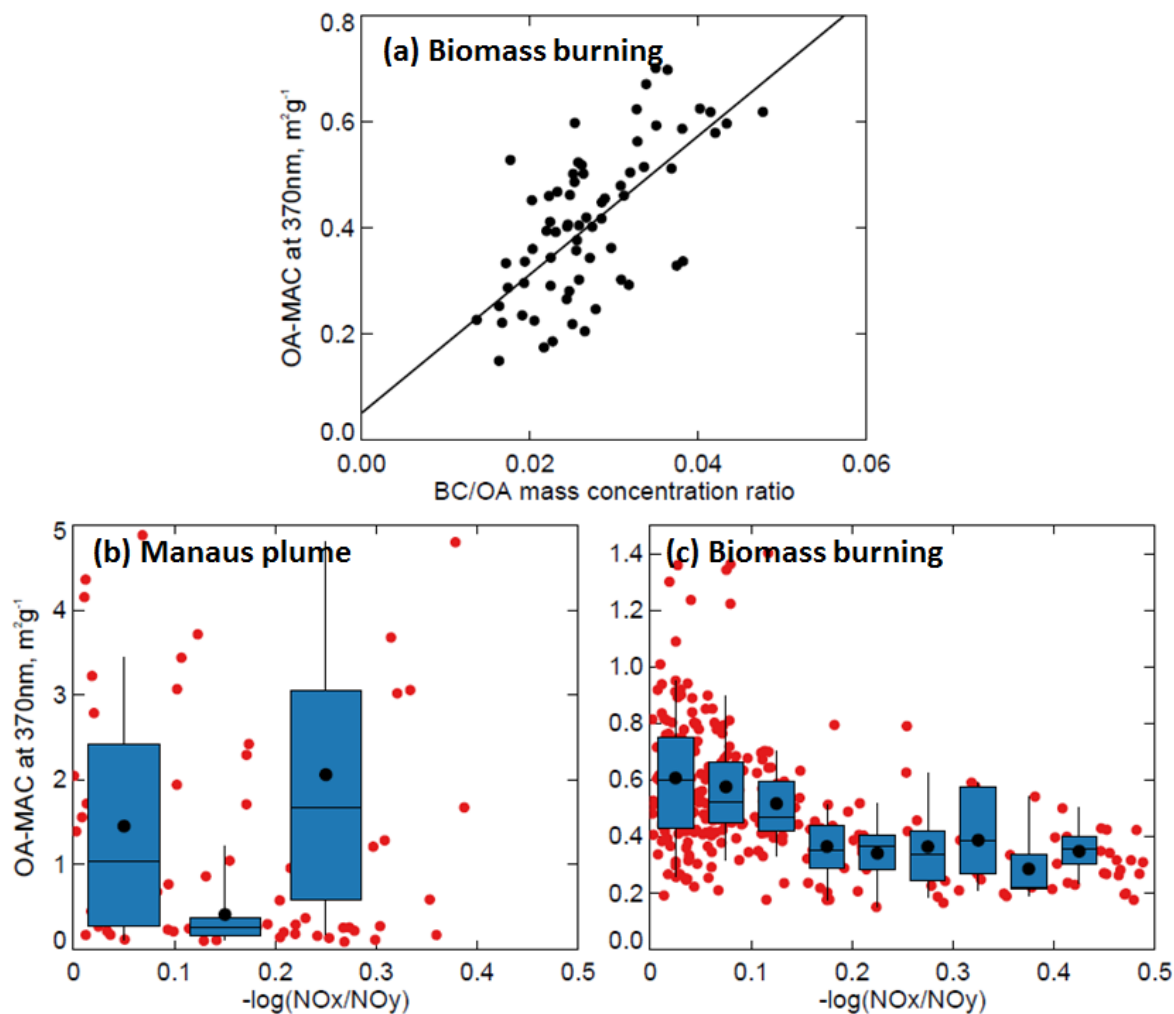 (a) Biomass burning
OA-MAC at 370nm, m²g⁻¹
0.8
0.6
0.4
0.2
0.0
0.00 0.02 0.04 0.06
BC/OA mass concentration ratio
(b) Manaus plume
OA-MAC at 370nm, m²g⁻¹
5
4
3
2
1
0
0 0.1 0.2 0.3 0.4 0.5
-log(NOx/NOy)
(c) Biomass burning
1.4
1.2
1.0
0.8
0.6
0.4
0.2
0.0
0 0.1 0.2 0.3 0.4 0.5
-log(NOx/NOy)